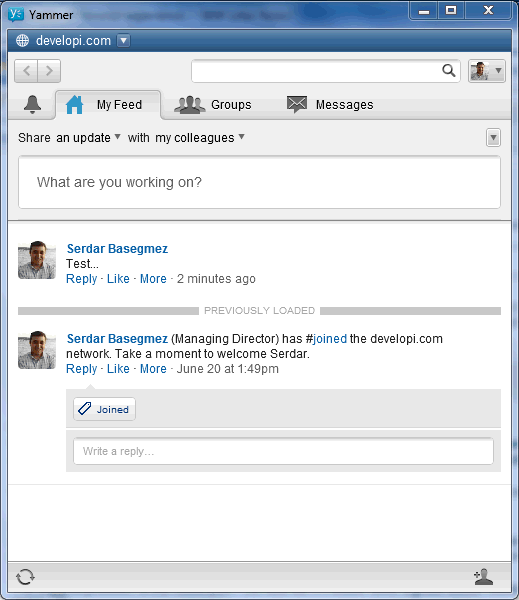 Yammer
developi.com
My Feed Groups Messages
Share an update with my colleagues
What are you working on?
Serdar Basegmez
Test...
Reply · Like · More · 2 minutes ago
PREVIOUSLY LOADED
Serdar Basegmez (Managing Director) has #joined the developi.com
network. Take a moment to welcome Serdar.
Reply · Like · More · June 20 at 1:49pm
Joined
Write a reply...